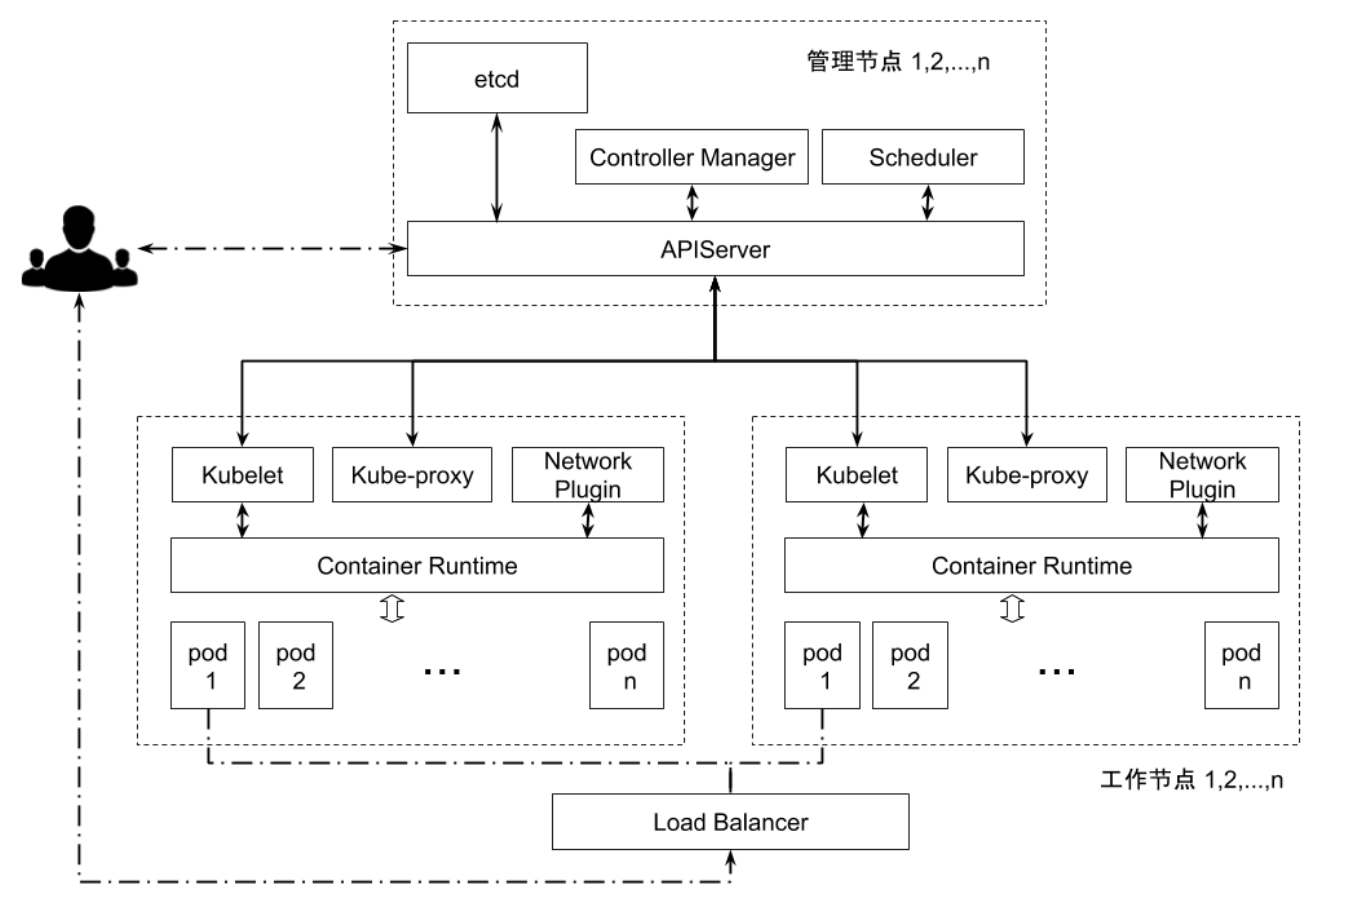 管理节点 1,2,...,n
etcd
Controller Manager
Scheduler
APIServer
Kubelet
Kube-proxy
Network
Plugin
Container Runtime
pod
1
pod
2
...
pod
n
Kubelet
Kube-proxy
Network
Plugin
Container Runtime
pod
1
pod
2
...
pod
n
工作节点 1,2,...,n
Load Balancer